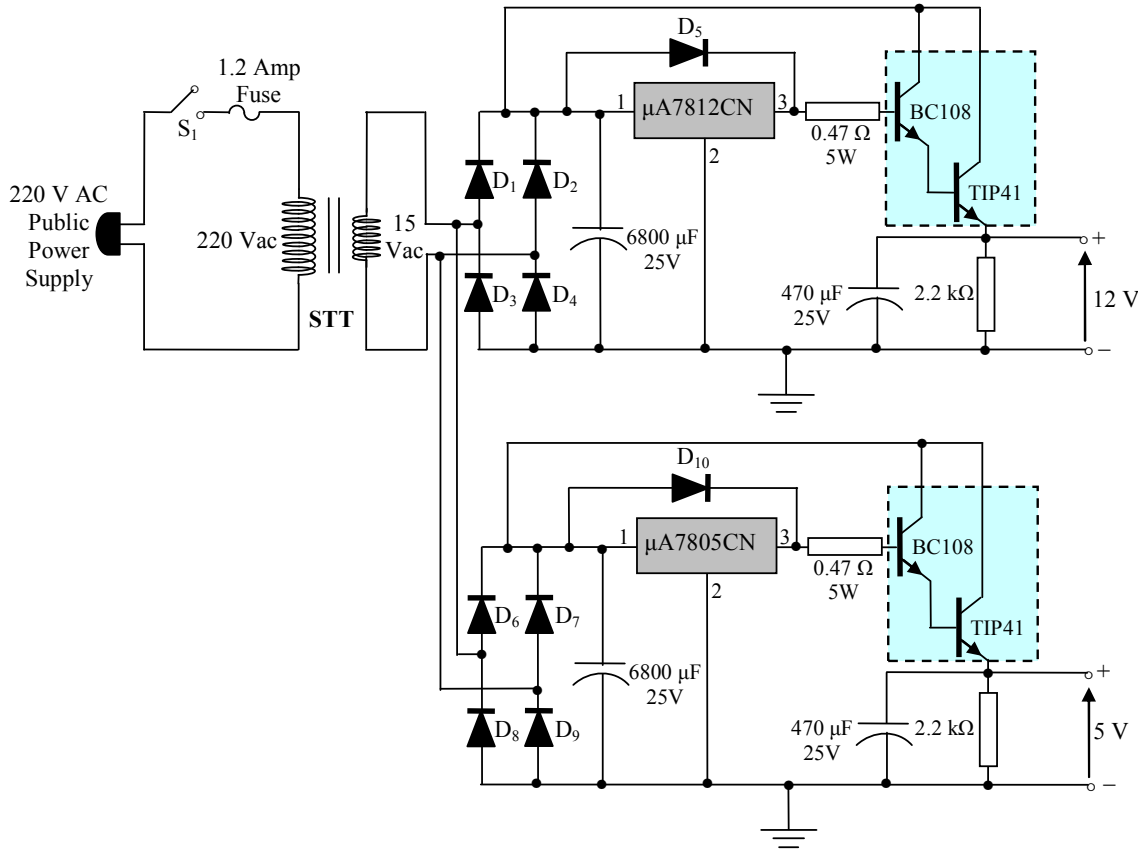 1.2 Amp
Fuse
S₁
220 V AC
Public
Power
Supply
220 Vac
15
Vac
STT
D₁
D₂
D₃
D₄
D₅
1
μA7812CN
3
2
0.47 Ω
5W
BC108
TIP41
6800 μF
25V
470 μF
25V
2.2 kΩ
+
12 V
−
D₁₀
1
μA7805CN
3
2
0.47 Ω
5W
BC108
TIP41
D₆
D₇
D₈
D₉
6800 μF
25V
470 μF
25V
2.2 kΩ
+
5 V
−